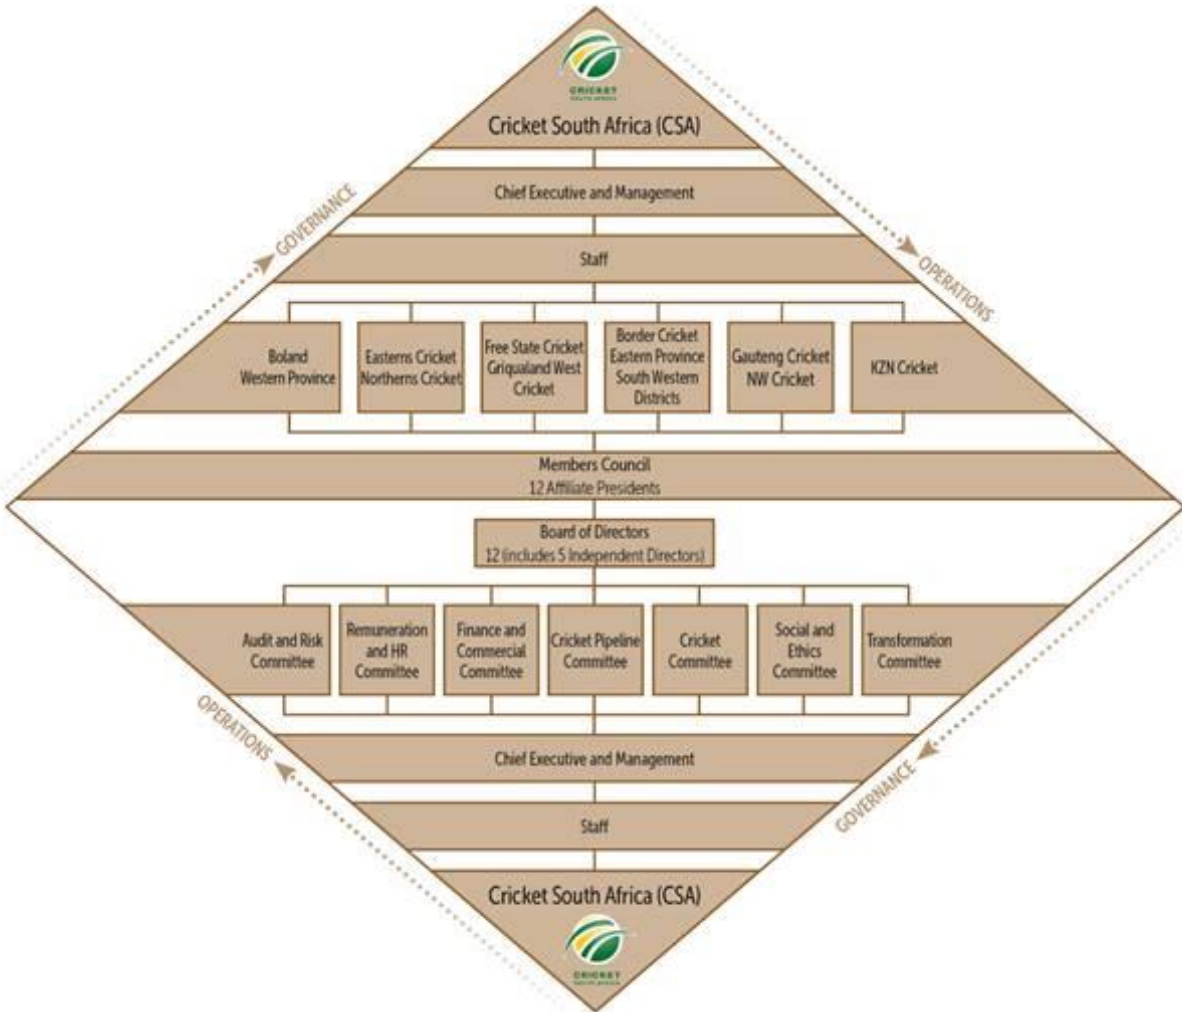 CRICKET
SOUTH AFRICA
Cricket South Africa (CSA)
Chief Executive and Management
GOVERNANCE
Staff
OPERATIONS
Boland
Western Province
Easterns Cricket
Northerns Cricket
Free State Cricket
Griqualand West
Cricket
Border Cricket
Eastern Province
South Western
Districts
Gauteng Cricket
NW Cricket
KZN Cricket
Members Council
12 Affiliate Presidents
Board of Directors
12 (includes 5 Independent Directors)
Audit and Risk
Committee
Remuneration
and HR
Committee
Finance and
Commercial
Committee
Cricket Pipeline
Committee
Cricket
Committee
Social and
Ethics
Committee
Transformation
Committee
OPERATIONS
Chief Executive and Management
GOVERNANCE
Staff
Cricket South Africa (CSA)
CRICKET
SOUTH AFRICA